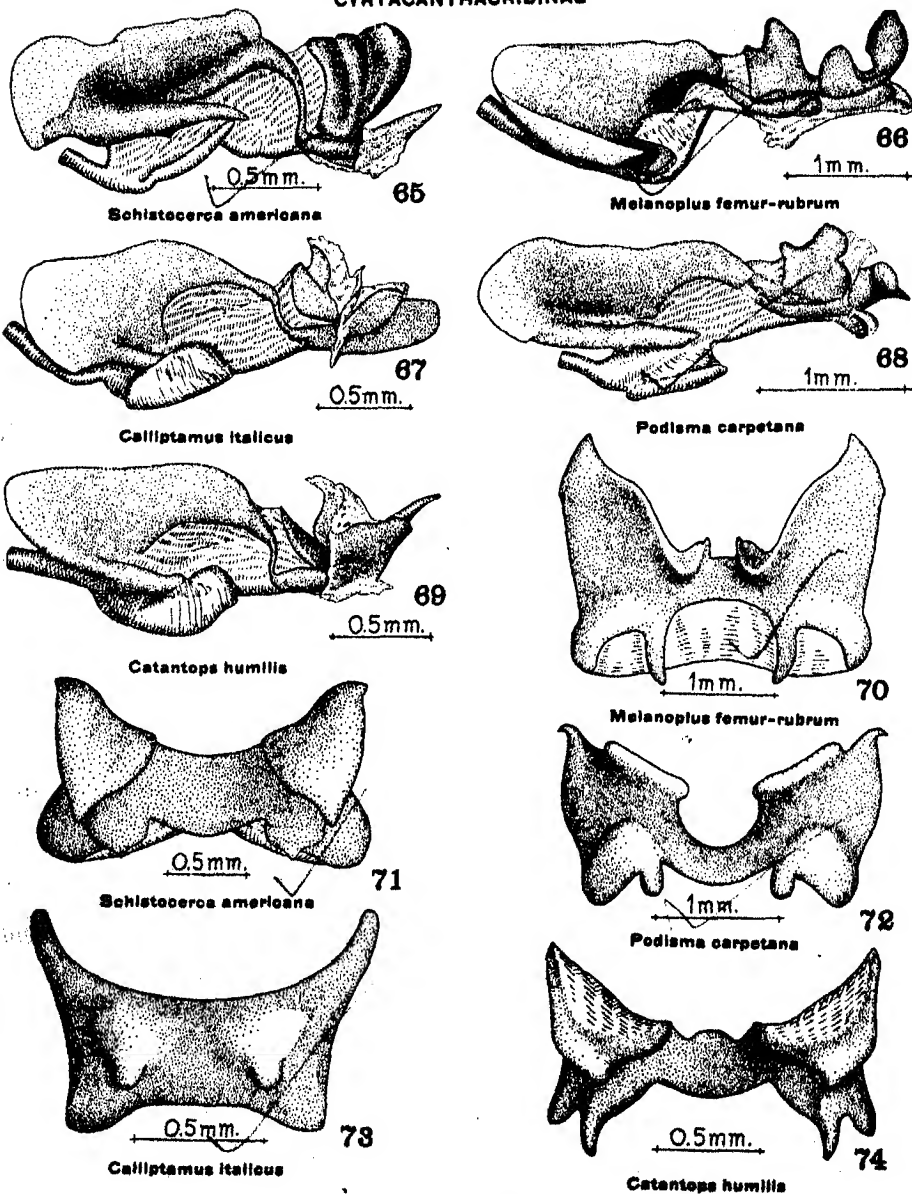 CYRTACANTHACRIDINAE
65
0.5mm.
Schistocerca americana
66
1mm.
Melanoplus femur-rubrum
67
0.5mm.
Calliptamus italicus
68
1mm.
Podisma carpetana
69
0.5mm.
Catantops humilis
70
1mm.
Melanoplus femur-rubrum
71
0.5mm.
Schistocerca americana
72
1mm.
Podisma carpetana
73
0.5mm.
Calliptamus italicus
74
0.5mm.
Catantops humilis